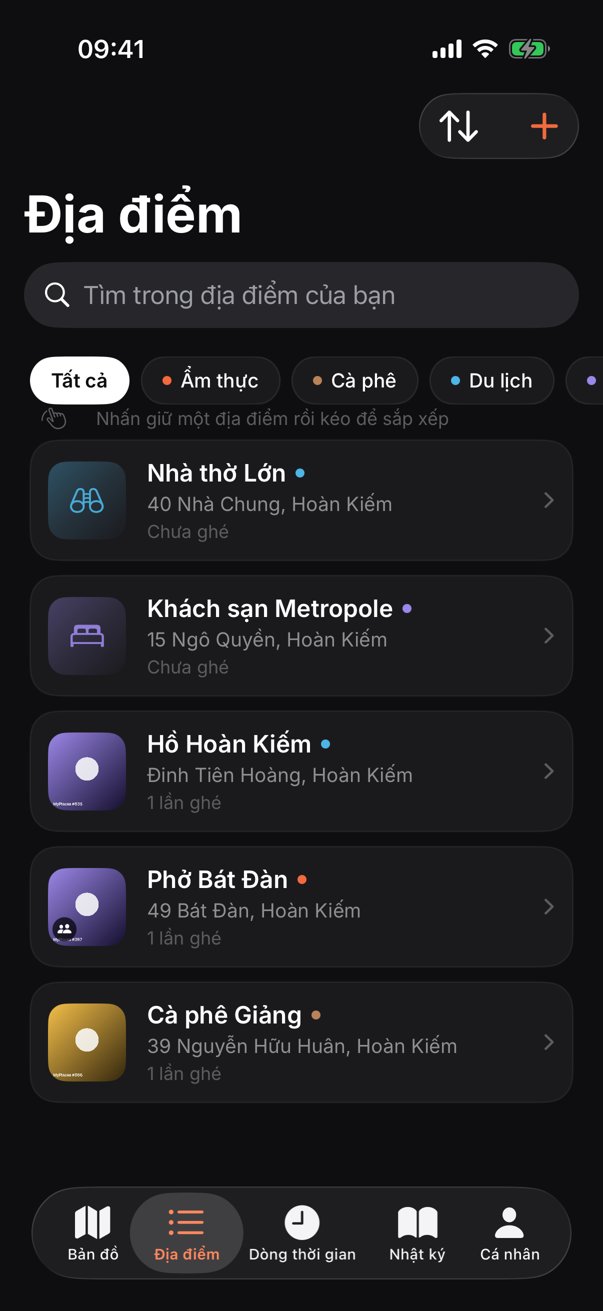 09:41
Địa điểm
Tìm trong địa điểm của bạn
Tất cả
Ẩm thực
Cà phê
Du lịch
Nhấn giữ một địa điểm rồi kéo để sắp xếp
Nhà thờ Lớn
40 Nhà Chung, Hoàn Kiếm
Chưa ghé
Khách sạn Metropole
15 Ngô Quyền, Hoàn Kiếm
Chưa ghé
Hồ Hoàn Kiếm
Đinh Tiên Hoàng, Hoàn Kiếm
1 lần ghé
Phở Bát Đàn
49 Bát Đàn, Hoàn Kiếm
1 lần ghé
Cà phê Giảng
39 Nguyễn Hữu Huân, Hoàn Kiếm
1 lần ghé
Bản đồ
Địa điểm
Dòng thời gian
Nhật ký
Cá nhân